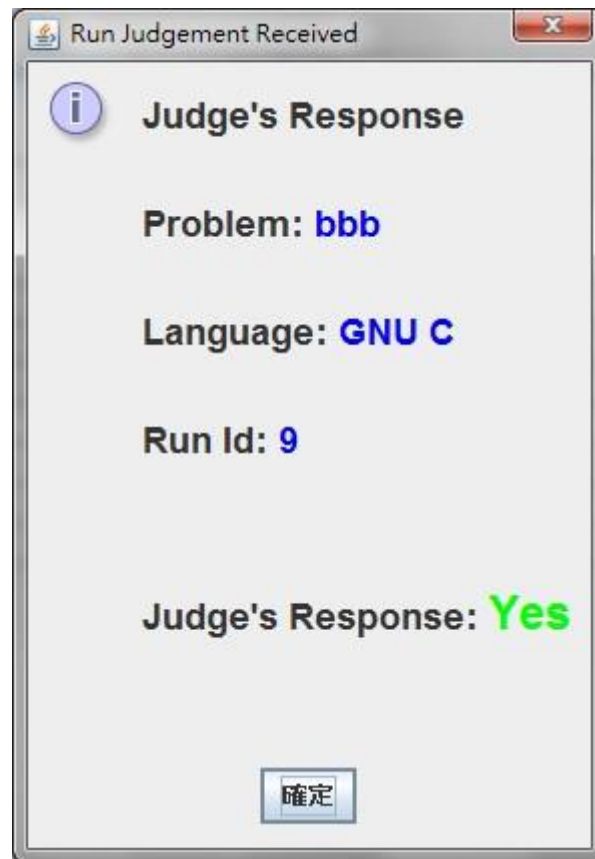 Run Judgement Received
Judge's Response
Problem: bbb
Language: GNU C
Run Id: 9
Judge's Response: Yes
確定